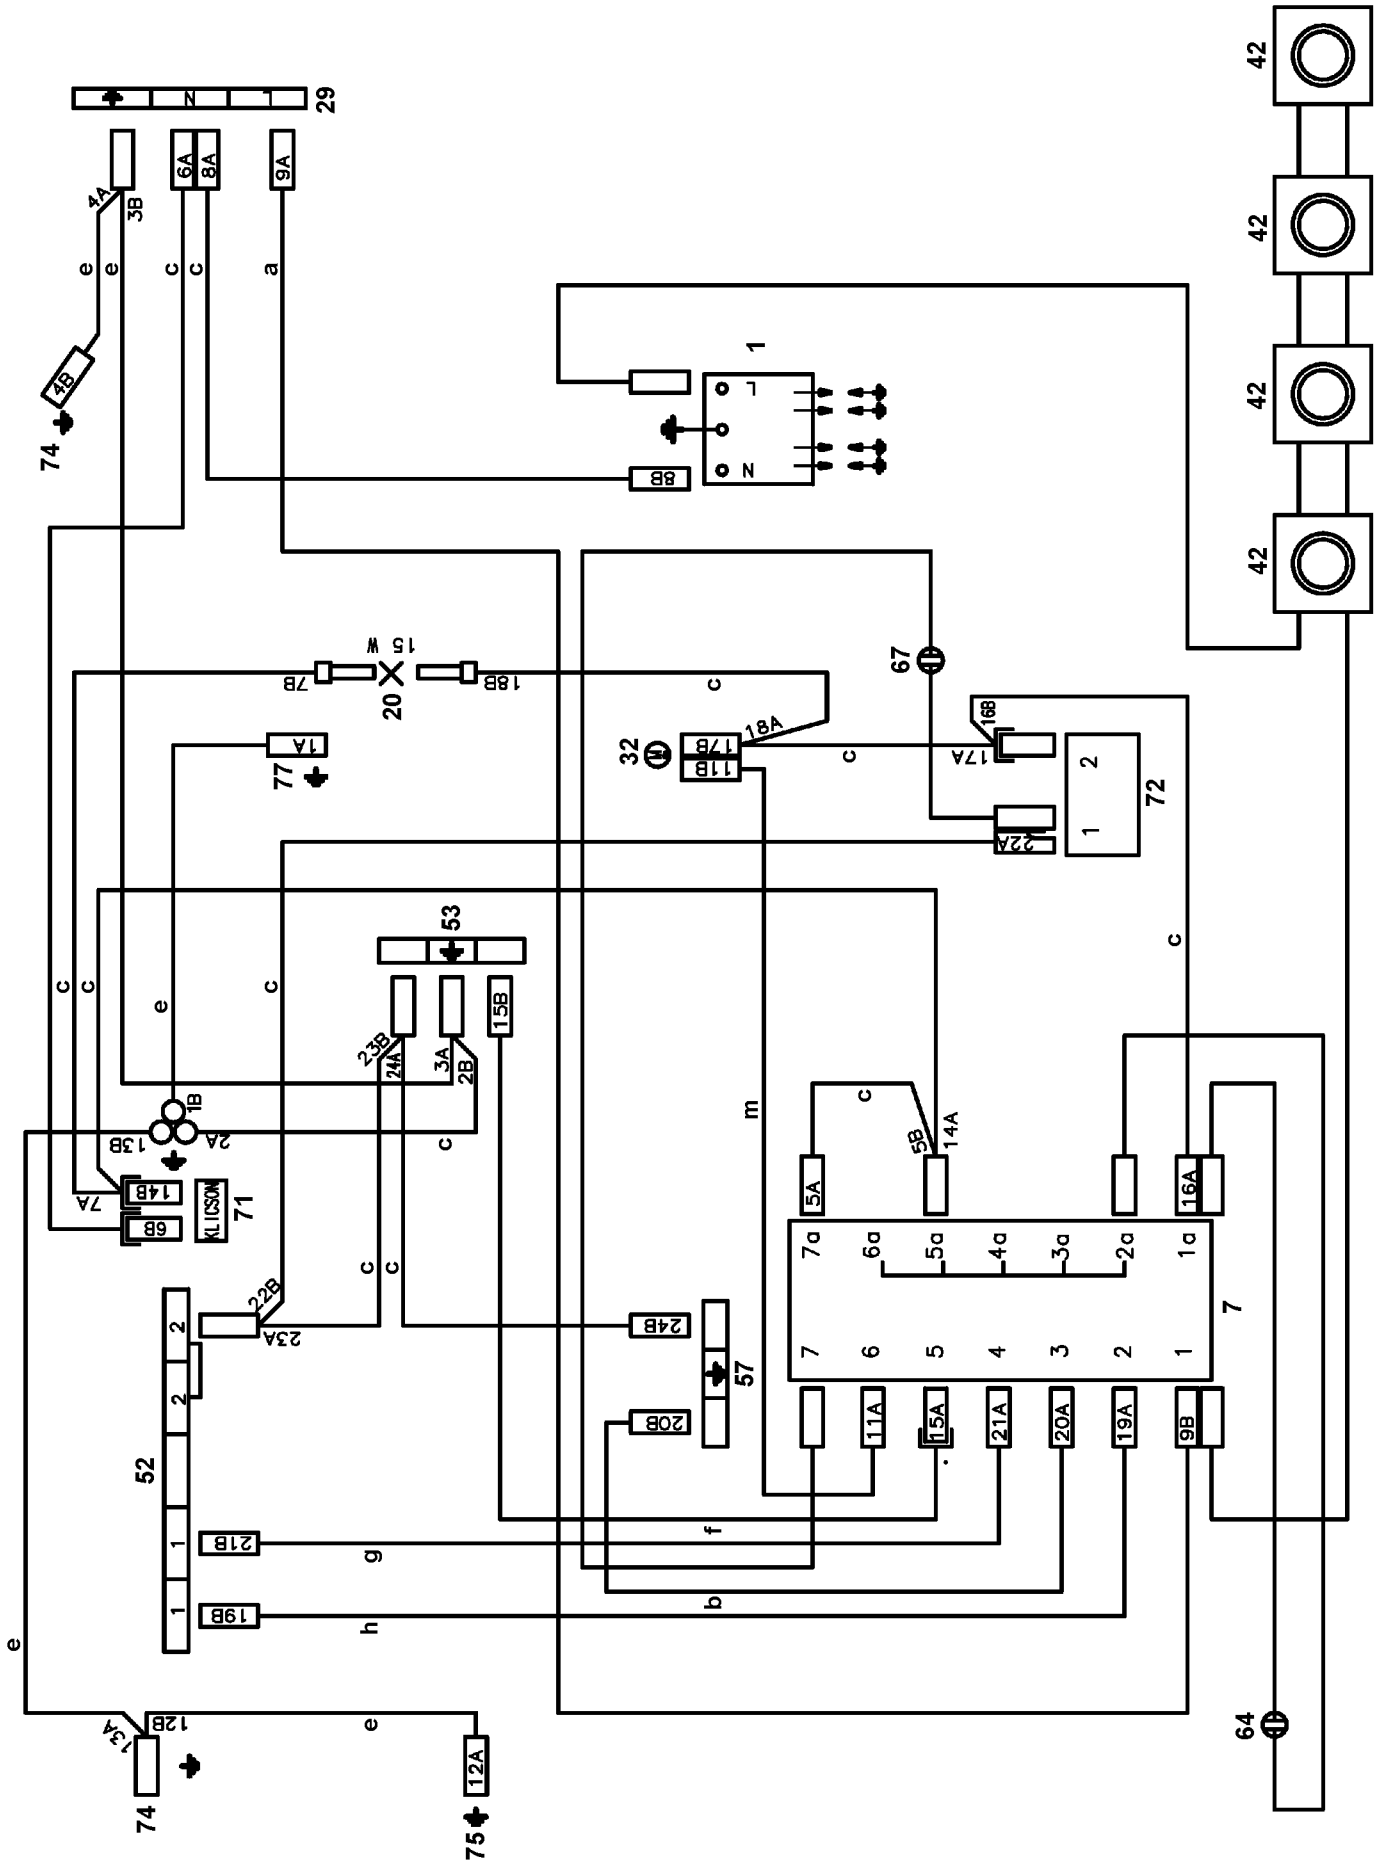 42
42
42
42
29
N
L
6A
8A
9A
4A
3B
e
e
c
c
a
4B
74
1
L
N
8B
15 W
7B
20
18B
c
67
32
M
17B
11B
18A
17A
16B
c
1A
77
72
1
2
22A
53
c
c
e
c
c
23B
24A
3A
2B
15B
m
c
5B
14A
1B
13B
2A
c
7A
14B
6B
KLICSON
71
5A
16A
7a
6a
5a
4a
3a
2a
1a
7
7
6
5
4
3
2
1
22B
23A
c
c
24B
57
20B
52
2
2
1
1
21B
19B
11A
15A
21A
20A
19A
9B
f
g
b
h
e
13A
12B
74
e
12A
75
64